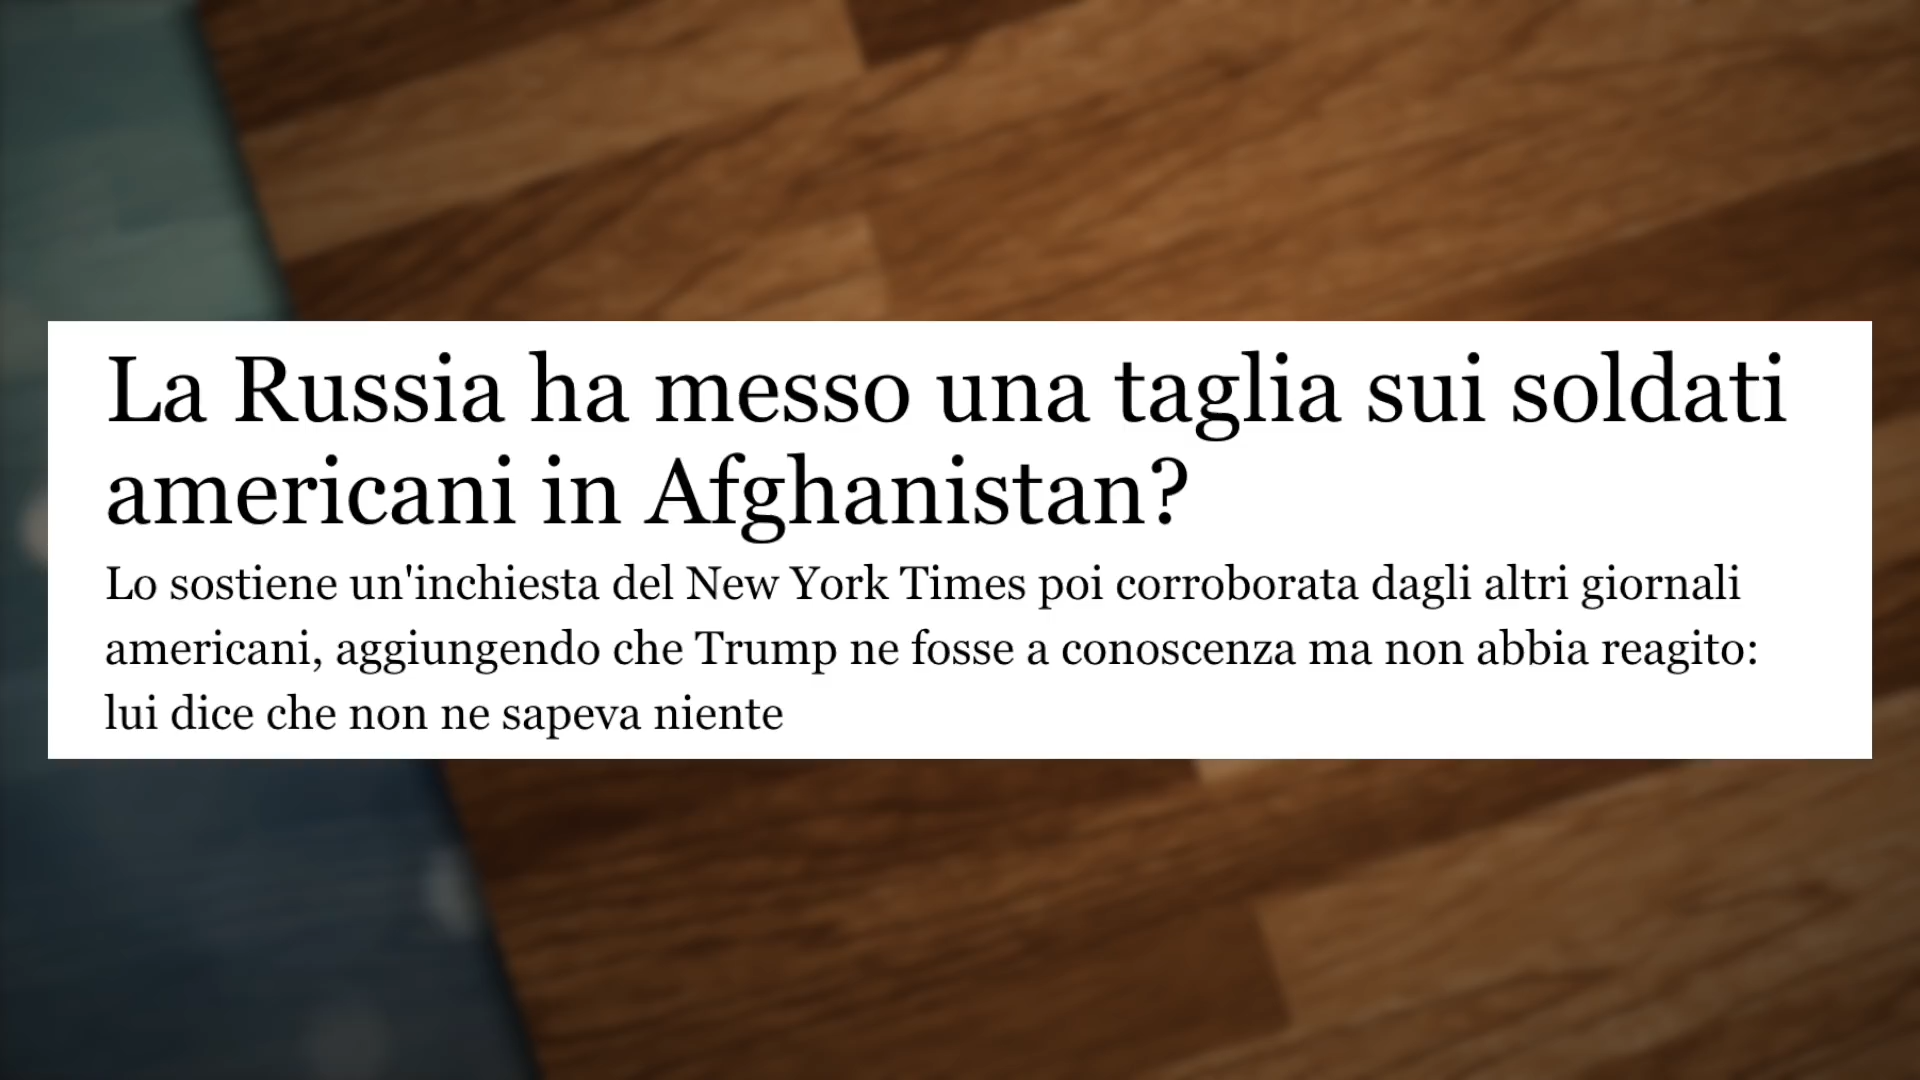 La Russia ha messo una taglia sui soldati
americani in Afghanistan?
Lo sostiene un'inchiesta del New York Times poi corroborata dagli altri giornali
americani, aggiungendo che Trump ne fosse a conoscenza ma non abbia reagito:
lui dice che non ne sapeva niente